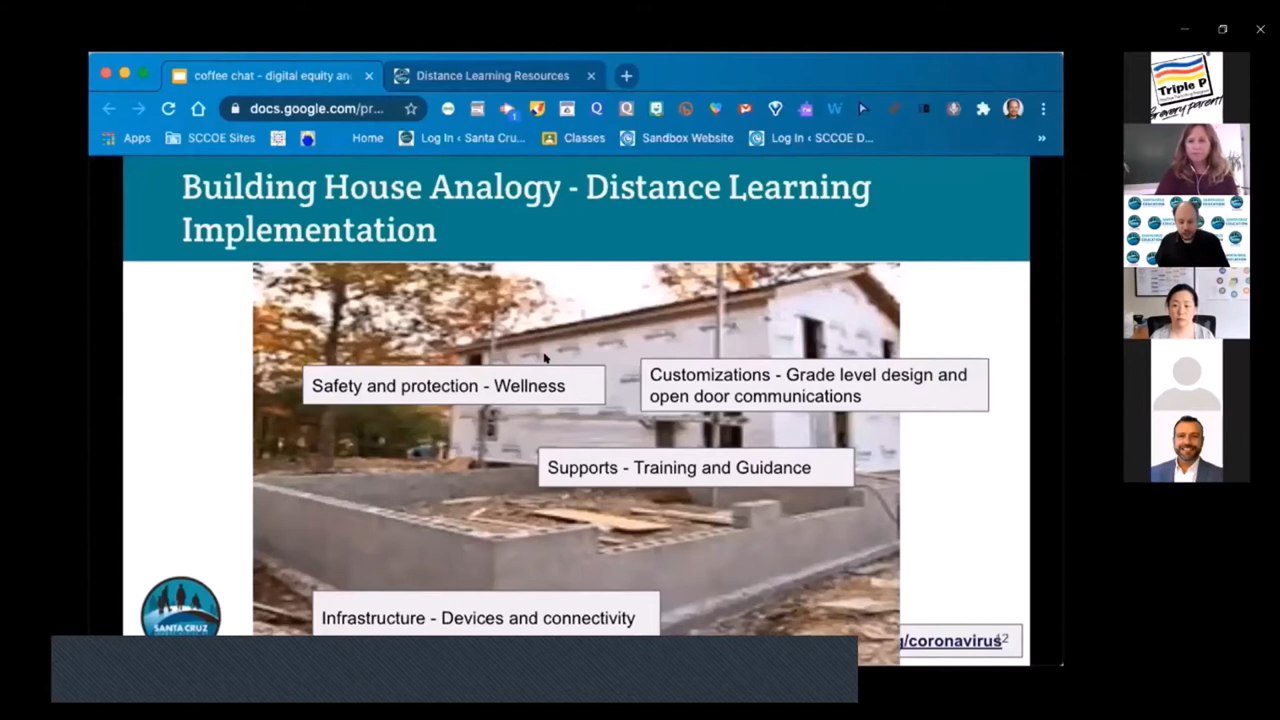 coffee chat - digital equity an
Distance Learning Resources
docs.google.com/pr...
Apps
SCCOE Sites
Home
Log In ‹ Santa Cru...
Classes
Sandbox Website
Log In ‹ SCCOE D...
»
Building House Analogy - Distance Learning
Implementation
Safety and protection - Wellness
Customizations - Grade level design and
open door communications
Supports - Training and Guidance
Infrastructure - Devices and connectivity
SANTA CRUZ
/coronavirus
12
Triple P